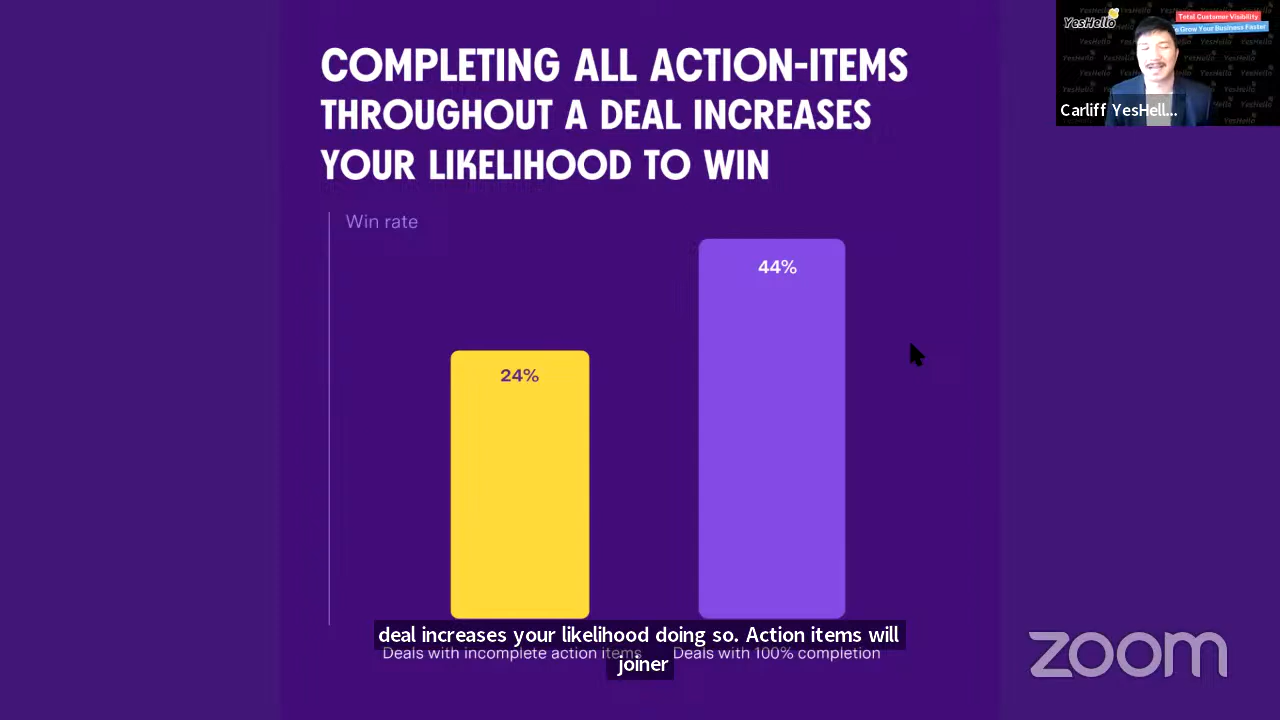 COMPLETING ALL ACTION-ITEMS
THROUGHOUT A DEAL INCREASES
YOUR LIKELIHOOD TO WIN
Win rate
44%
24%
deal increases your likelihood doing so. Action items will
joiner
Deals with incomplete action items
Deals with 100% completion
YesHello
Total Customer Visibility
Grow Your Business Faster
Carliff YesHell...
zoom